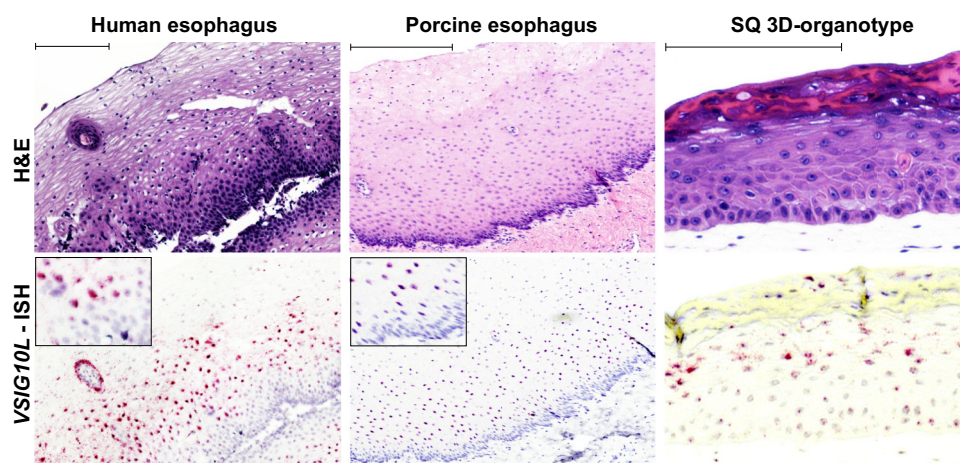 Human esophagus
Porcine esophagus
SQ 3D-organotype
H&E
VSIG10L - ISH